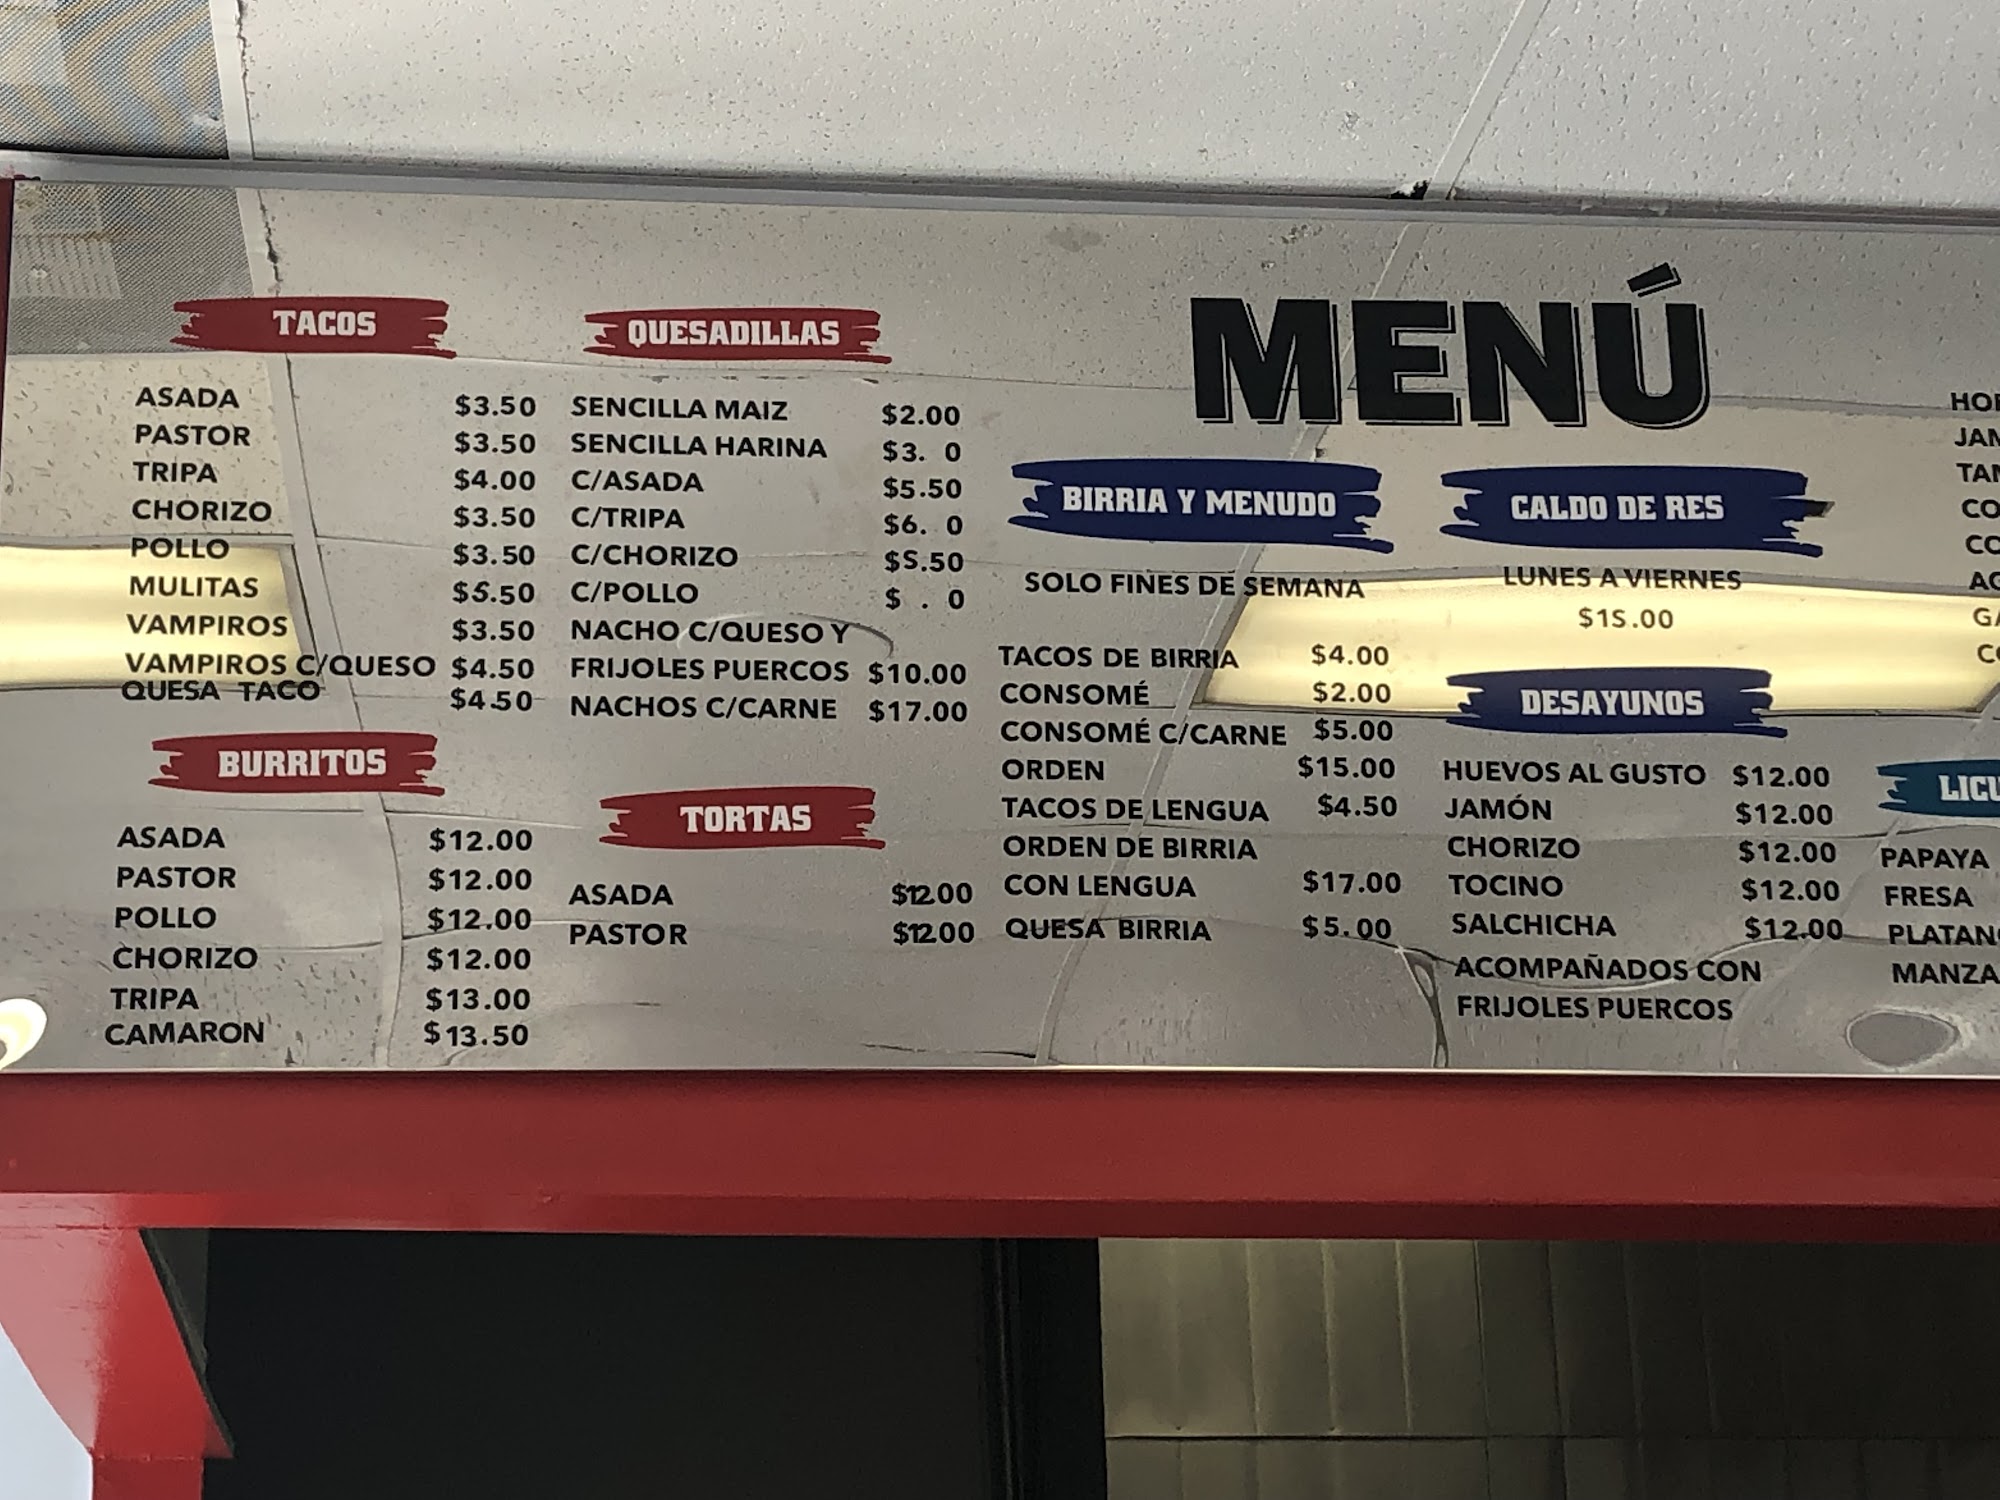 MENÚ
TACOS
ASADA $3.50
PASTOR $3.50
TRIPA $4.00
CHORIZO $3.50
POLLO $3.50
MULITAS $5.50
VAMPIROS $3.50
VAMPIROS C/QUESO $4.50
QUESA TACO $4.50
BURRITOS
ASADA $12.00
PASTOR $12.00
POLLO $12.00
CHORIZO $12.00
TRIPA $13.00
CAMARON $13.50
QUESADILLAS
SENCILLA MAIZ $2.00
SENCILLA HARINA $3. 0
C/ASADA $5.50
C/TRIPA $6. 0
C/CHORIZO $5.50
C/POLLO $ . 0
NACHO C/QUESO Y
FRIJOLES PUERCOS $10.00
NACHOS C/CARNE $17.00
TORTAS
ASADA $12.00
PASTOR $12.00
BIRRIA Y MENUDO
SOLO FINES DE SEMANA
TACOS DE BIRRIA $4.00
CONSOMÉ $2.00
CONSOMÉ C/CARNE $5.00
ORDEN $15.00
TACOS DE LENGUA $4.50
ORDEN DE BIRRIA
CON LENGUA $17.00
QUESA BIRRIA $5.00
CALDO DE RES
LUNES A VIERNES
$15.00
DESAYUNOS
HUEVOS AL GUSTO $12.00
JAMÓN $12.00
CHORIZO $12.00
TOCINO $12.00
SALCHICHA $12.00
ACOMPAÑADOS CON
FRIJOLES PUERCOS
PAPAYA
FRESA